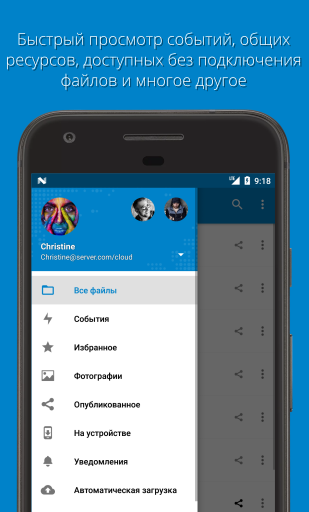 Быстрый просмотр событий, общих
ресурсов, доступных без подключения
файлов и многое другое
LTE
9:18
Christine
Christine@server.com/cloud
Все файлы
События
Избранное
Фотографии
Опубликованное
На устройстве
Уведомления
Автоматическая загрузка